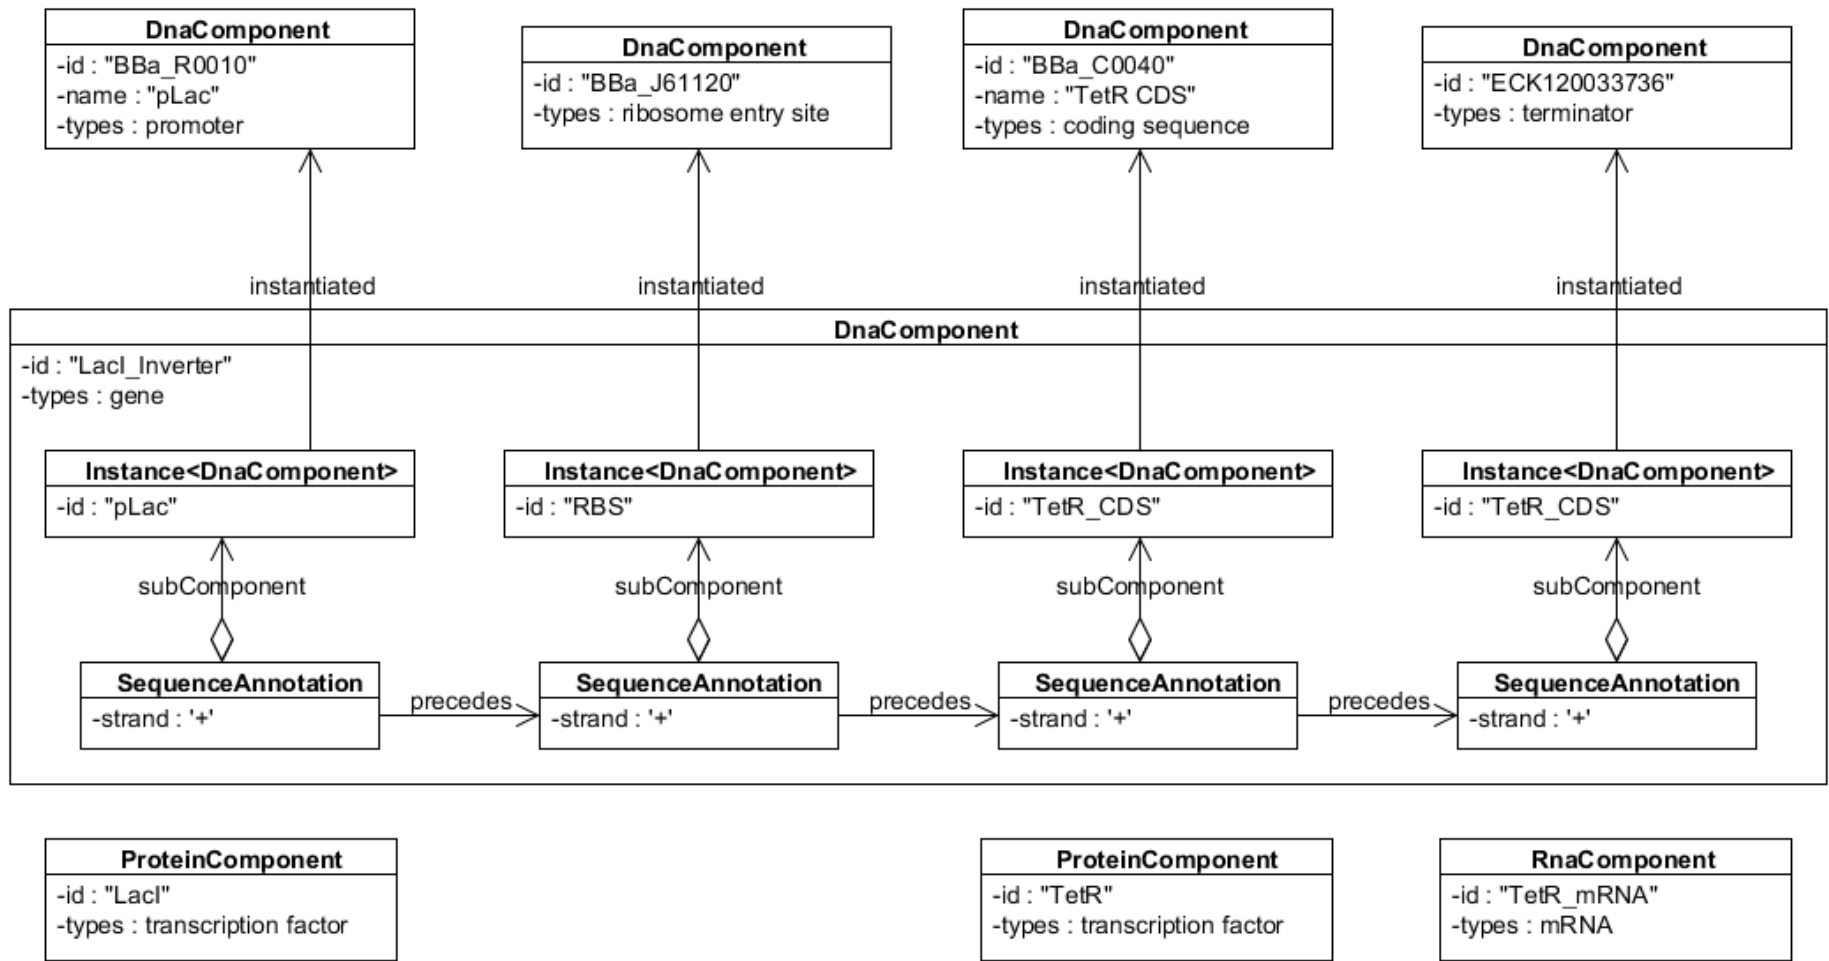 DnaComponent
-id : "BBa_R0010"
-name : "pLac"
-types : promoter
DnaComponent
-id : "BBa_J61120"
-types : ribosome entry site
DnaComponent
-id : "BBa_C0040"
-name : "TetR CDS"
-types : coding sequence
DnaComponent
-id : "ECK120033736"
-types : terminator
instantiated
instantiated
instantiated
instantiated
DnaComponent
-id : "LacI_Inverter"
-types : gene
Instance<DnaComponent>
-id : "pLac"
Instance<DnaComponent>
-id : "RBS"
Instance<DnaComponent>
-id : "TetR_CDS"
Instance<DnaComponent>
-id : "TetR_CDS"
subComponent
subComponent
subComponent
subComponent
SequenceAnnotation
-strand : '+'
precedes
SequenceAnnotation
-strand : '+'
precedes
SequenceAnnotation
-strand : '+'
precedes
SequenceAnnotation
-strand : '+'
ProteinComponent
-id : "LacI"
-types : transcription factor
ProteinComponent
-id : "TetR"
-types : transcription factor
RnaComponent
-id : "TetR_mRNA"
-types : mRNA